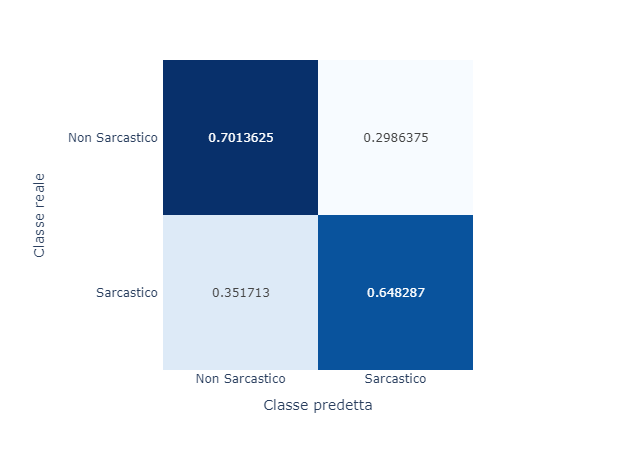 Classe reale
Non Sarcastico
0.7013625
0.2986375
Sarcastico
0.351713
0.648287
Non Sarcastico
Sarcastico
Classe predetta